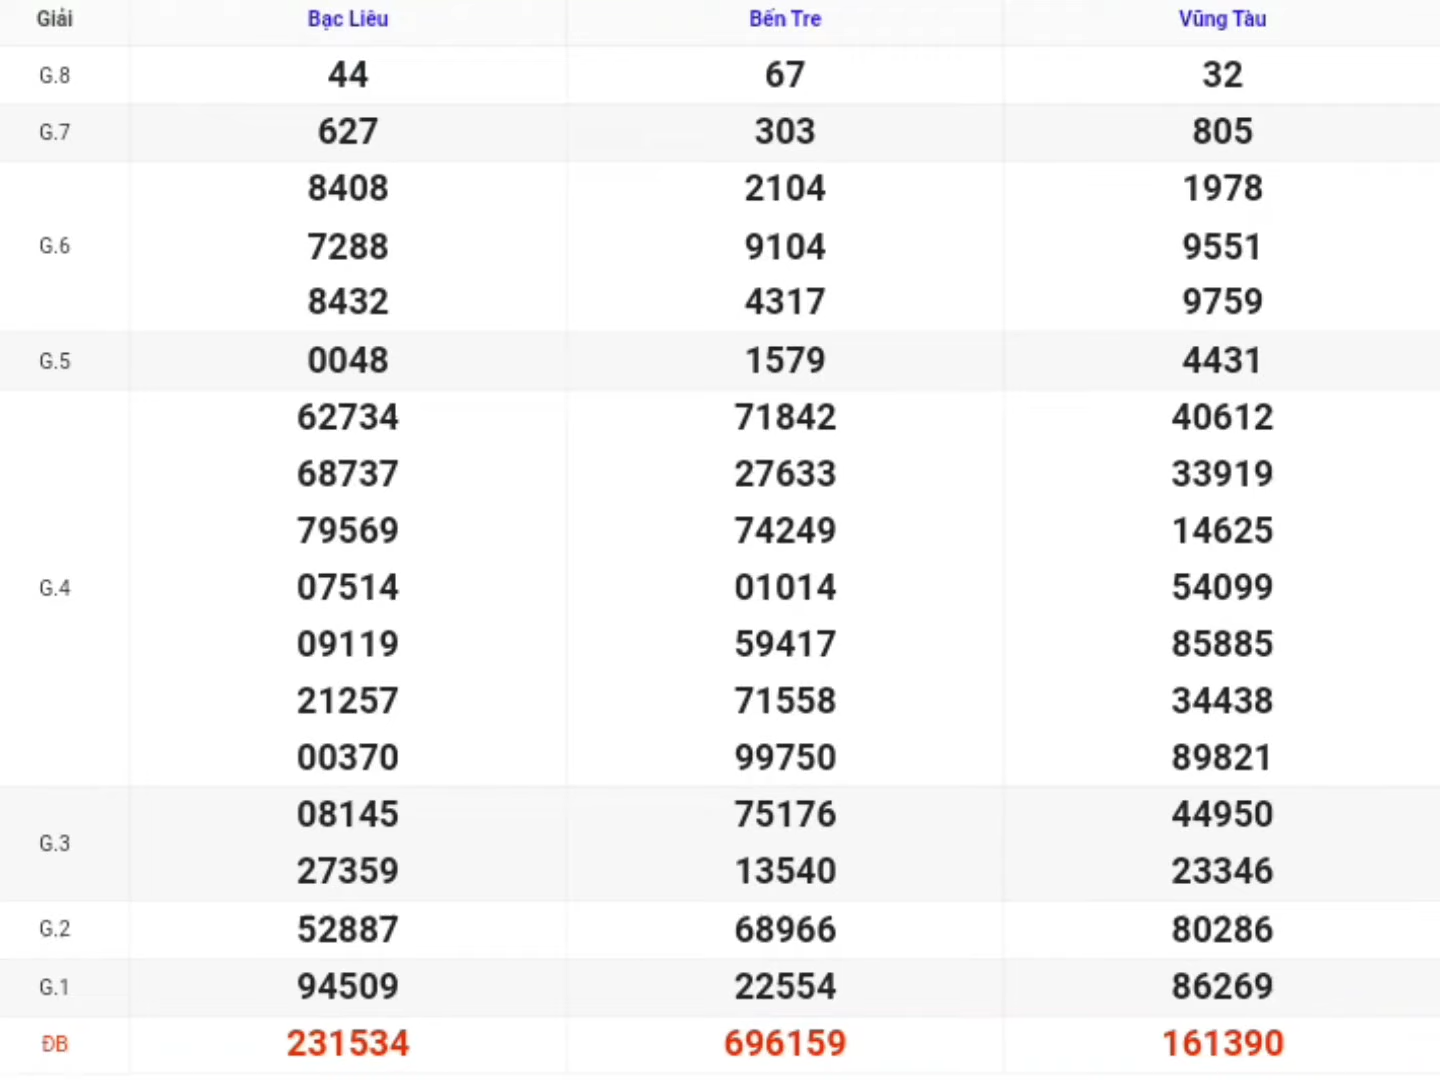 Giải Bạc Liêu Bến Tre Vũng Tàu
G.8 44 67 32
G.7 627 303 805
8408 2104 1978
G.6 7288 9104 9551
8432 4317 9759
G.5 0048 1579 4431
62734 71842 40612
68737 27633 33919
79569 74249 14625
G.4 07514 01014 54099
09119 59417 85885
21257 71558 34438
00370 99750 89821
G.3 08145 75176 44950
27359 13540 23346
G.2 52887 68966 80286
G.1 94509 22554 86269
ĐB 231534 696159 161390